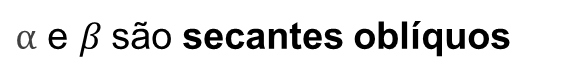 α e β são secantes oblíquos